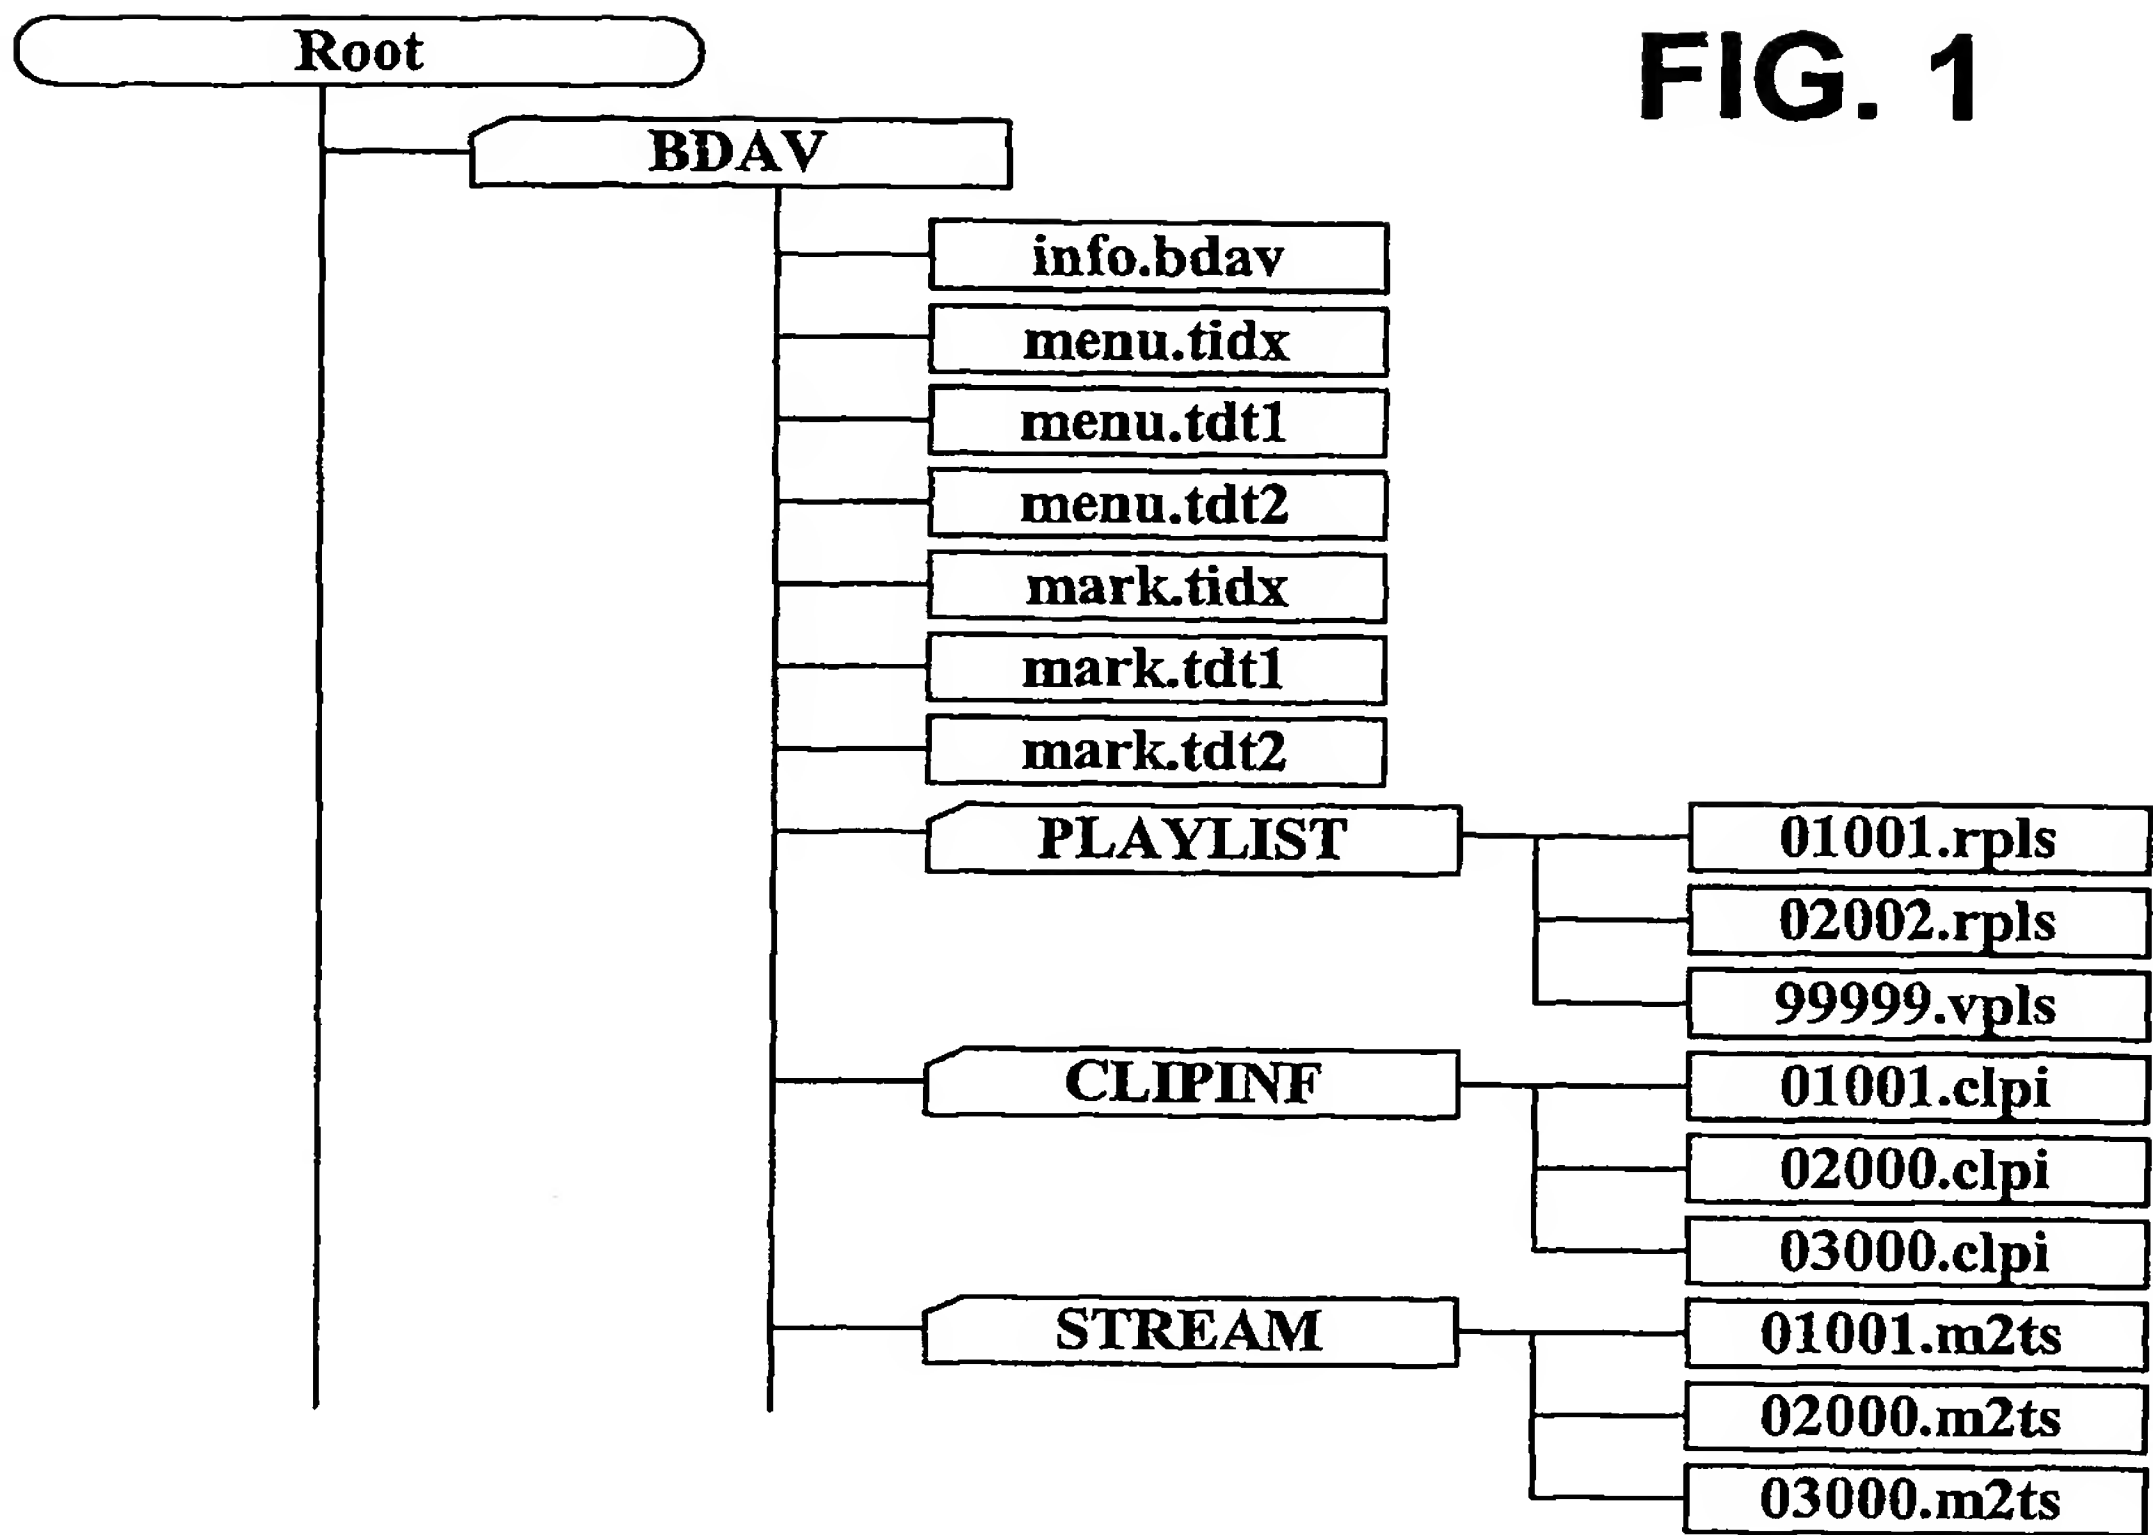 Root
FIG. 1
BDAV
info.bdav
menu.tidx
menu.tdt1
menu.tdt2
mark.tidx
mark.tdt1
mark.tdt2
PLAYLIST
01001.rpls
02002.rpls
99999.vpls
CLIPINF
01001.clpi
02000.clpi
03000.clpi
STREAM
01001.m2ts
02000.m2ts
03000.m2ts